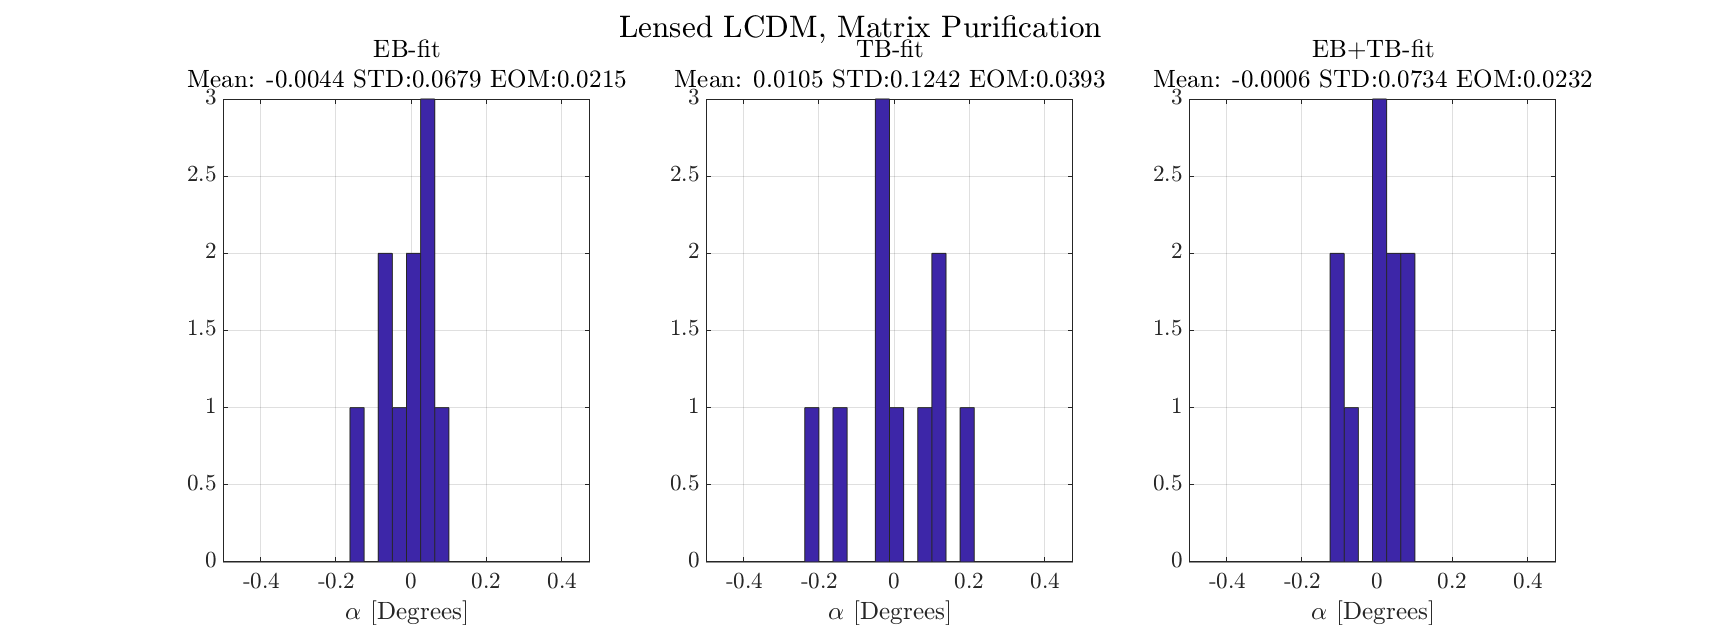 Lensed LCDM, Matrix Purification
EB-fit
Mean: -0.0044 STD:0.0679 EOM:0.0215
3
2.5
2
1.5
1
0.5
0
-0.4 -0.2 0 0.2 0.4
α [Degrees]
TB-fit
Mean: 0.0105 STD:0.1242 EOM:0.0393
3
2.5
2
1.5
1
0.5
0
-0.4 -0.2 0 0.2 0.4
α [Degrees]
EB+TB-fit
Mean: -0.0006 STD:0.0734 EOM:0.0232
3
2.5
2
1.5
1
0.5
0
-0.4 -0.2 0 0.2 0.4
α [Degrees]